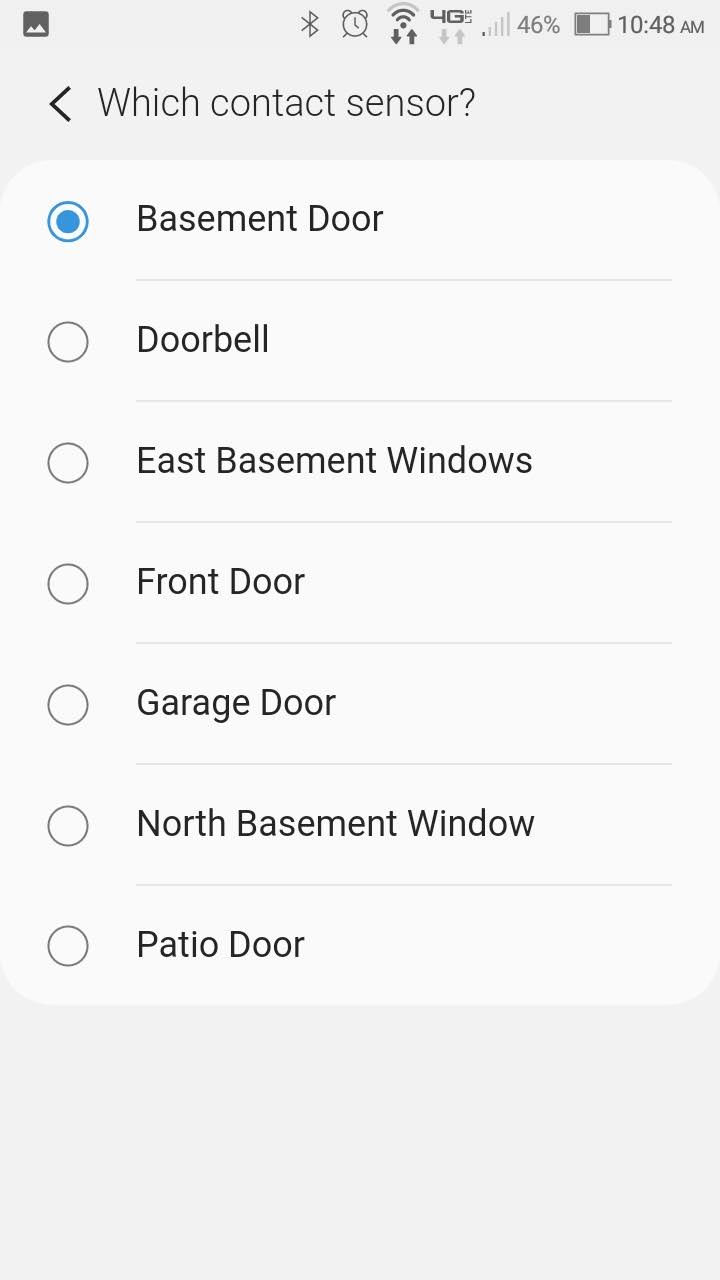 4G LTE 46% 10:48 AM
Which contact sensor?
Basement Door
Doorbell
East Basement Windows
Front Door
Garage Door
North Basement Window
Patio Door